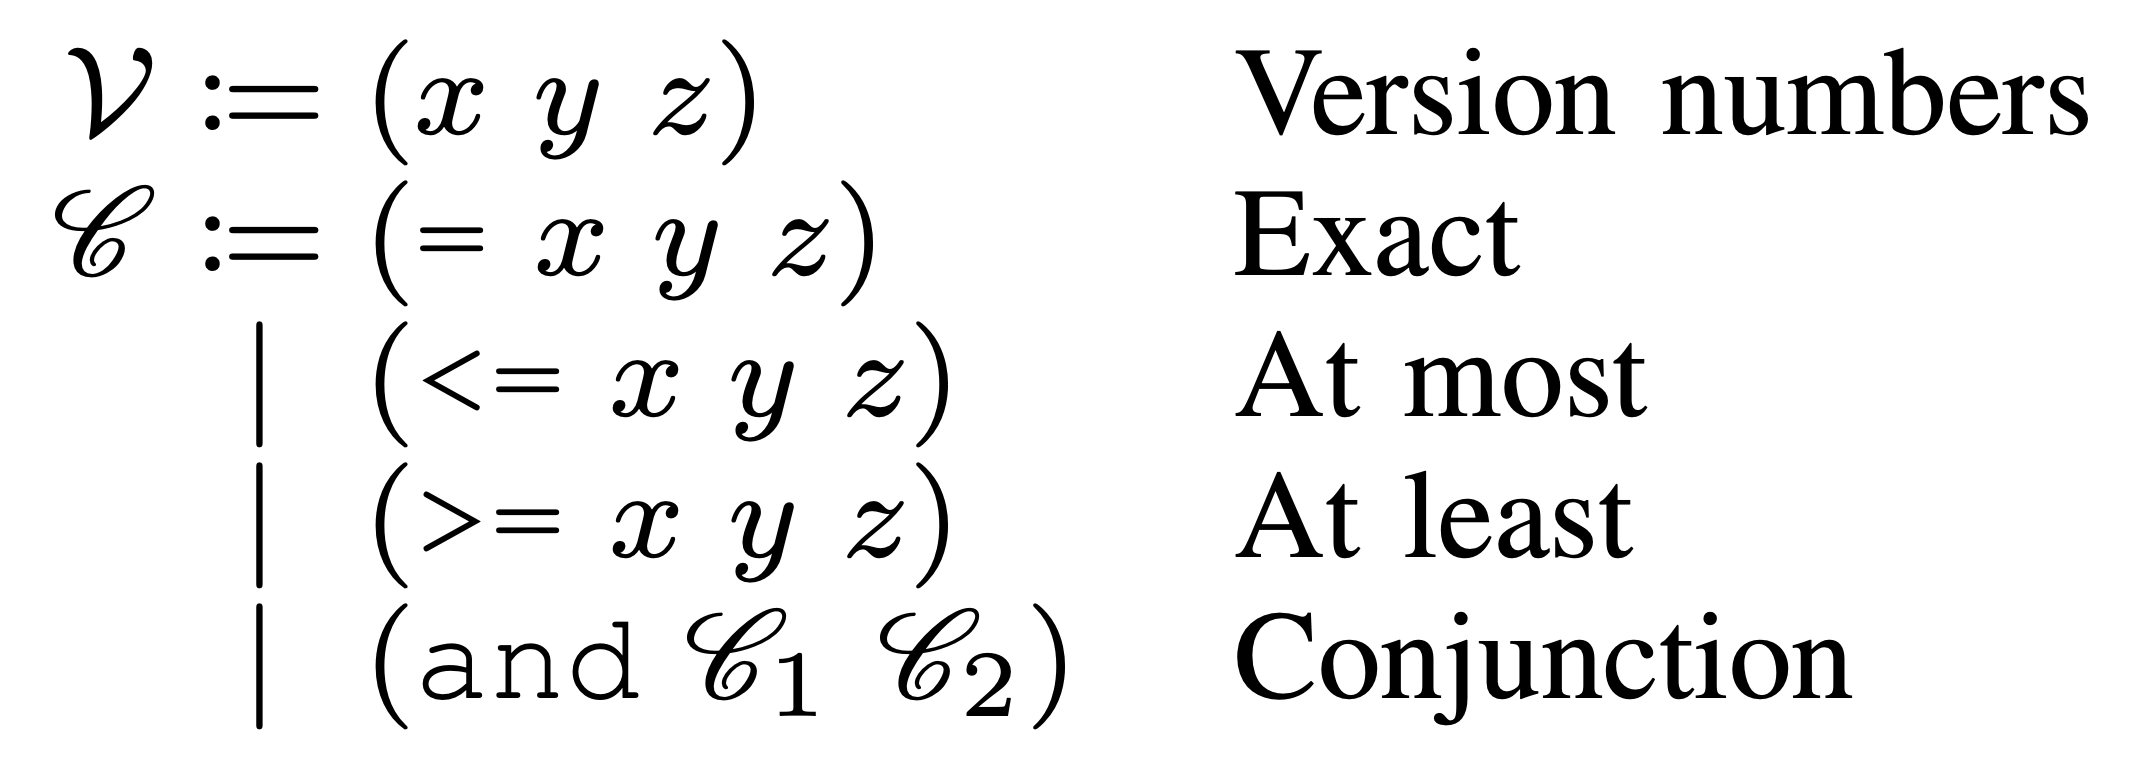 𝒱 := (x y z) Version numbers
𝒞 := (= x y z) Exact
| (<= x y z) At most
| (>= x y z) At least
| (and 𝒞₁ 𝒞₂) Conjunction